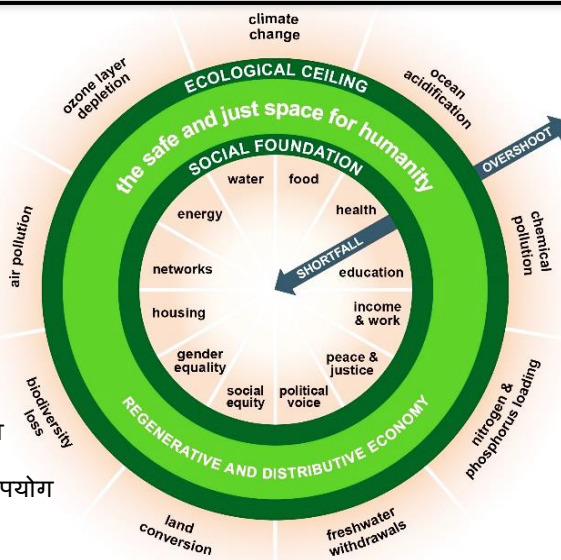 climate
change
ozone layer
depletion
ECOLOGICAL CEILING
ocean
acidification
the safe and just space for humanity
SOCIAL FOUNDATION
OVERSHOOT
water
food
energy
health
air pollution
SHORTFALL
chemical
pollution
networks
education
housing
income
& work
gender
equality
peace &
justice
social
equity
political
voice
biodiversity
loss
REGENERATIVE AND DISTRIBUTIVE ECONOMY
nitrogen &
phosphorus loading
land
conversion
freshwater
withdrawals